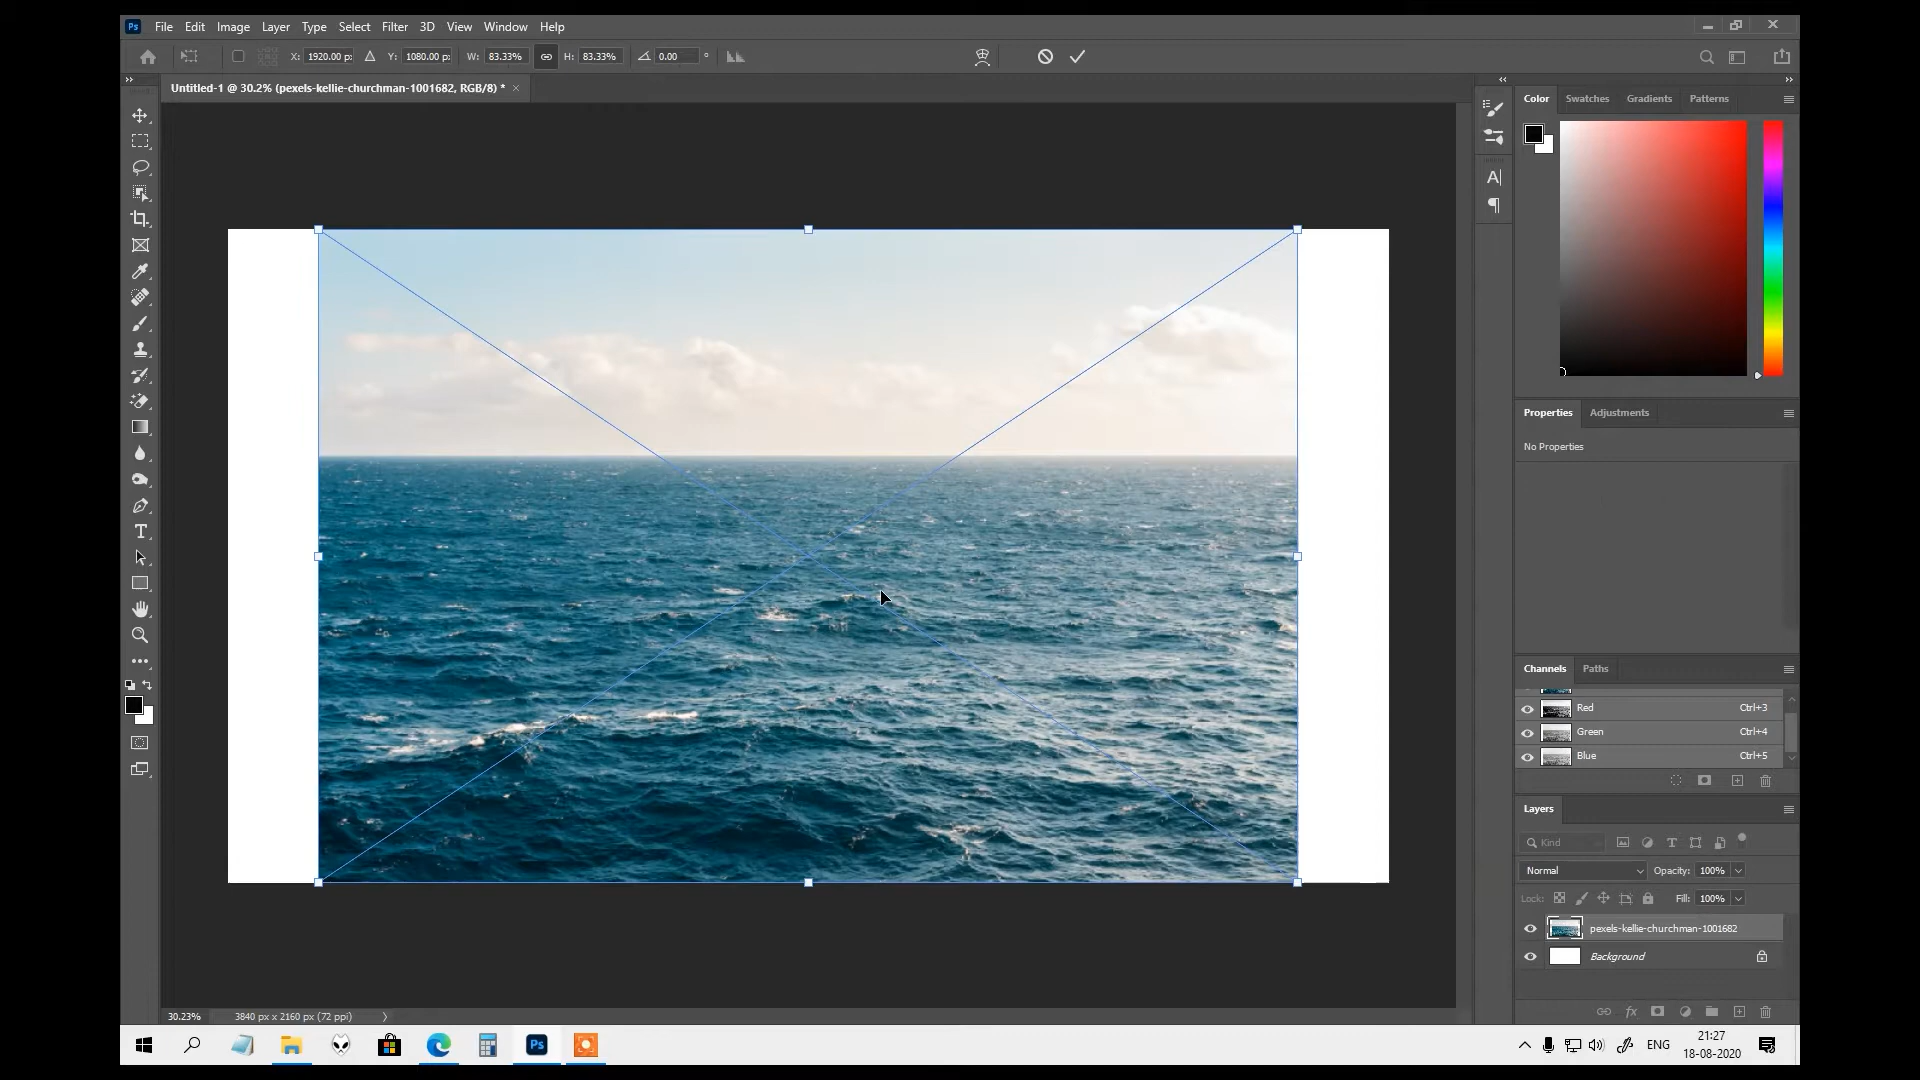 Ps File Edit Image Layer Type Select Filter 3D View Window Help
X: 1920.00 p: Y: 1080.00 p: W: 83.33% H: 83.33% 0.00 °
Untitled-1 @ 30.2% (pexels-kellie-churchman-1001682, RGB/8) * ×
Color Swatches Gradients Patterns
Properties Adjustments
No Properties
Channels Paths
Red Ctrl+3
Green Ctrl+4
Blue Ctrl+5
Layers
Kind
Normal Opacity: 100%
Lock: Fill: 100%
pexels-kellie-churchman-1001682
Background
30.23% 3840 px x 2160 px (72 ppi)
Ps ENG 21:27
18-08-2020